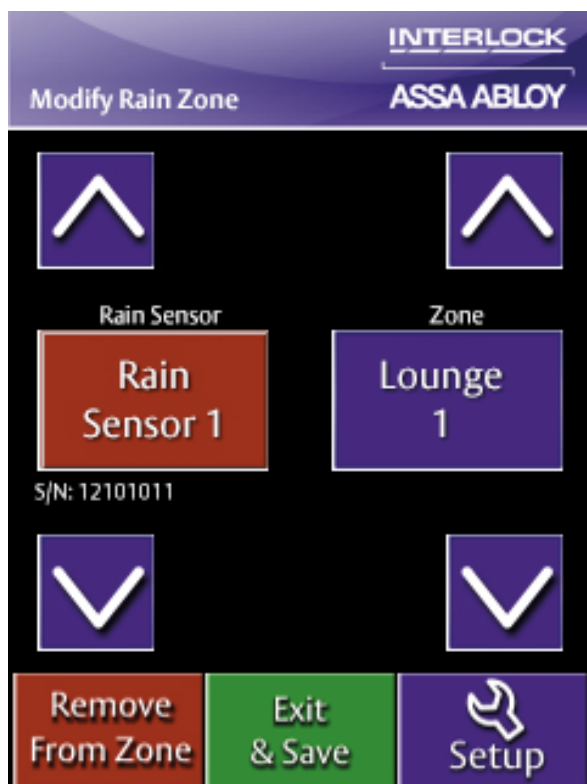 INTERLOCK
Modify Rain Zone
ASSA ABLOY
Rain Sensor
Zone
Rain
Sensor 1
Lounge
1
S/N: 12101011
Remove
From Zone
Exit
& Save
Setup